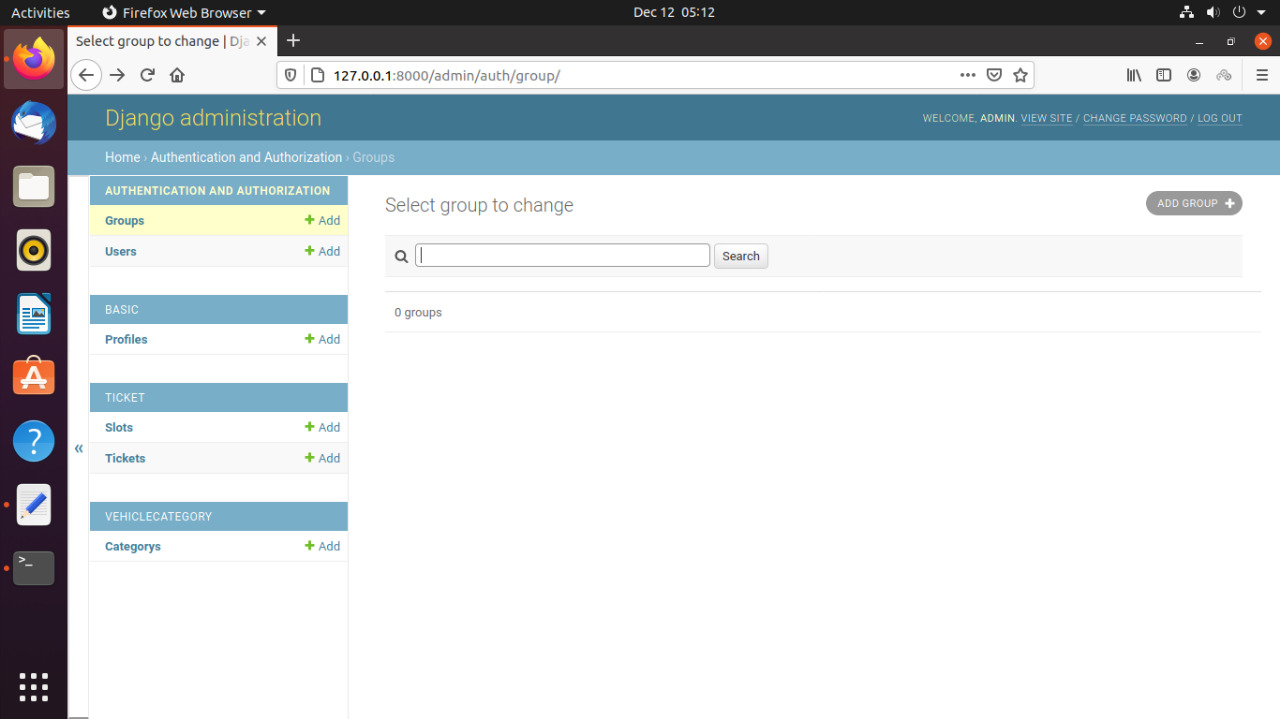 Activities Firefox Web Browser Dec 12 05:12
Select group to change | Dja
127.0.0.1:8000/admin/auth/group/
Django administration
WELCOME, ADMIN. VIEW SITE / CHANGE PASSWORD / LOG OUT
Home › Authentication and Authorization › Groups
AUTHENTICATION AND AUTHORIZATION
Groups + Add
Users + Add
BASIC
Profiles + Add
TICKET
Slots + Add
Tickets + Add
VEHICLECATEGORY
Categorys + Add
«
Select group to change
ADD GROUP +
Search
0 groups